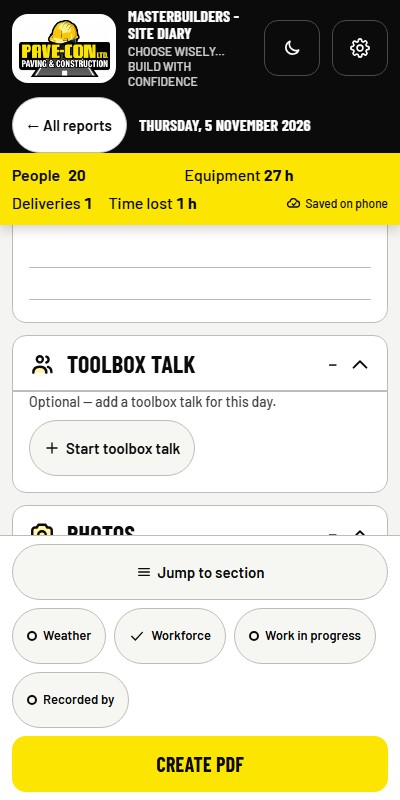 PAVE-CON LTD.
PAVING & CONSTRUCTION
MASTERBUILDERS -
SITE DIARY
CHOOSE WISELY...
BUILD WITH
CONFIDENCE
← All reports
THURSDAY, 5 NOVEMBER 2026
People 20
Equipment 27 h
Deliveries 1
Time lost 1 h
Saved on phone
TOOLBOX TALK
–
Optional — add a toolbox talk for this day.
+ Start toolbox talk
PHOTOS
–
Jump to section
Weather
Workforce
Work in progress
Recorded by
CREATE PDF